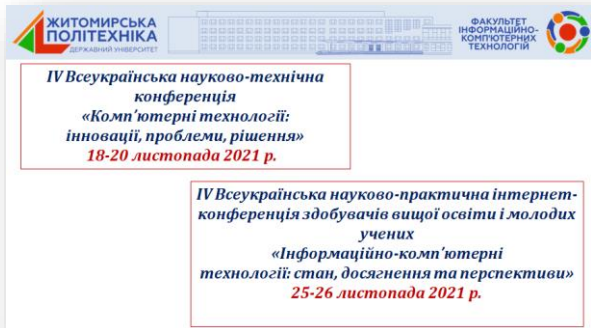 ЖИТОМИРСЬКА
ПОЛІТЕХНІКА
ДЕРЖАВНИЙ УНІВЕРСИТЕТ
ФАКУЛЬТЕТ
ІНФОРМАЦІЙНО-
КОМП'ЮТЕРНИХ
ТЕХНОЛОГІЙ
IV Всеукраїнська науково-технічна
конференція
«Комп'ютерні технології:
інновації, проблеми, рішення»
18-20 листопада 2021 р.
IV Всеукраїнська науково-практична інтернет-
конференція здобувачів вищої освіти і молодих
учених
«Інформаційно-комп'ютерні
технології: стан, досягнення та перспективи»
25-26 листопада 2021 р.